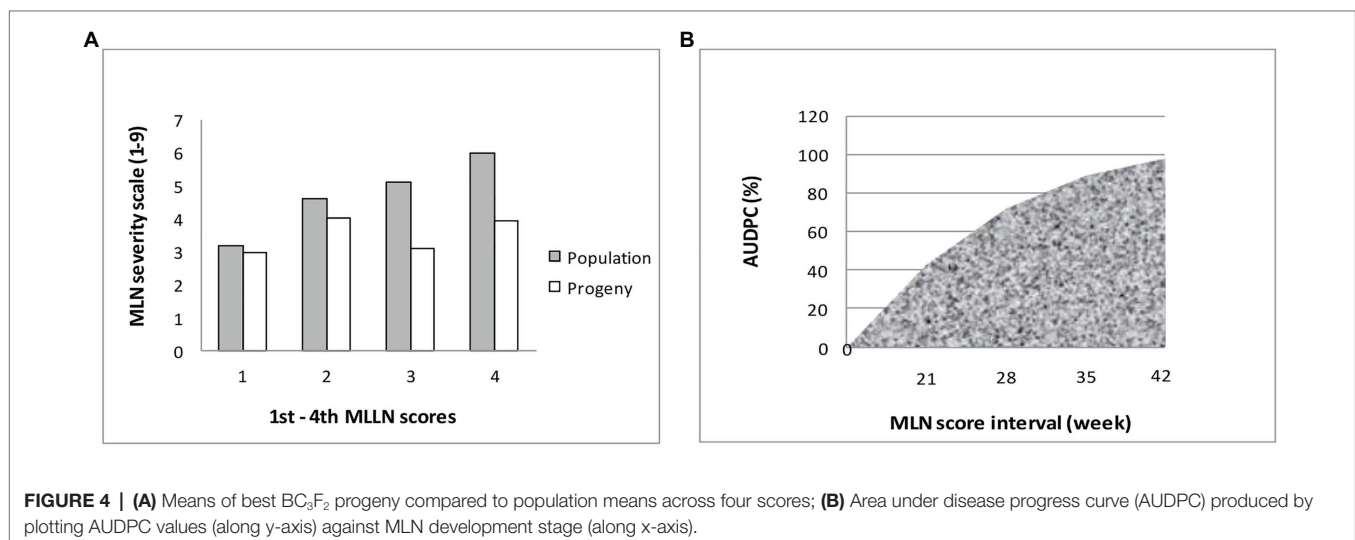 A
MLN severity scale (1-9)
7
6
5
4
3
2
1
0
1 2 3 4
1st - 4th MLLN scores
Population
Progeny
B
AUDPC (%)
120
100
80
60
40
20
0 0
21 28 35 42
MLN score interval (week)
FIGURE 4 | (A) Means of best BC₃F₂ progeny compared to population means across four scores; (B) Area under disease progress curve (AUDPC) produced by
plotting AUDPC values (along y-axis) against MLN development stage (along x-axis).